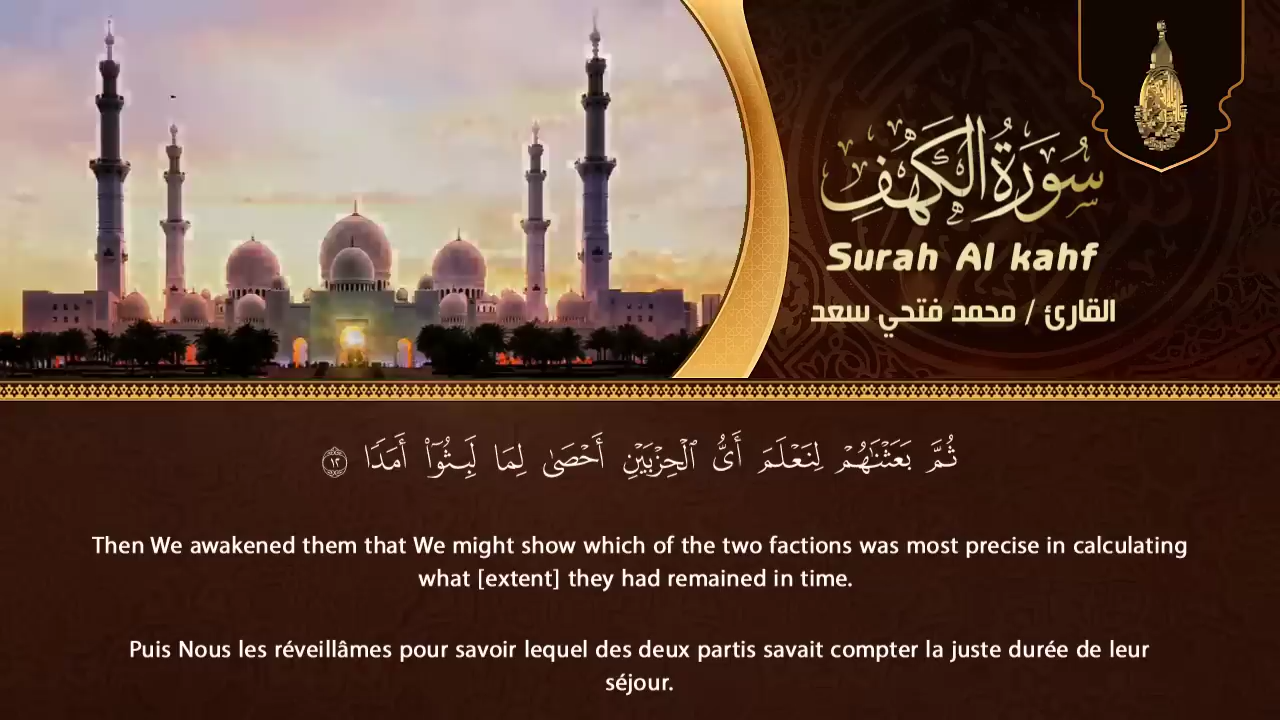 سُورَةُ الكَهْفِ
Surah Al kahf
القارئ / محمد فتحي سعد
ثُمَّ بَعَثْنَٰهُمْ لِنَعْلَمَ أَىُّ ٱلْحِزْبَيْنِ أَحْصَىٰ لِمَا لَبِثُوٓا۟ أَمَدًا ١٢
Then We awakened them that We might show which of the two factions was most precise in calculating
what [extent] they had remained in time.
Puis Nous les réveillâmes pour savoir lequel des deux partis savait compter la juste durée de leur
séjour.